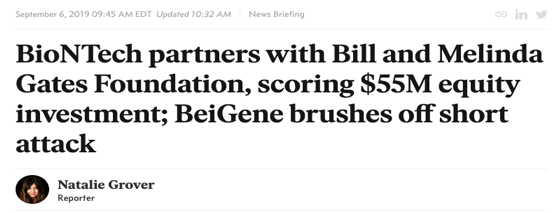 September 6, 2019 09:45 AM EDT Updated 10:32 AM News Briefing
BioNTech partners with Bill and Melinda
Gates Foundation, scoring $55M equity
investment; BeiGene brushes off short
attack
Natalie Grover
Reporter